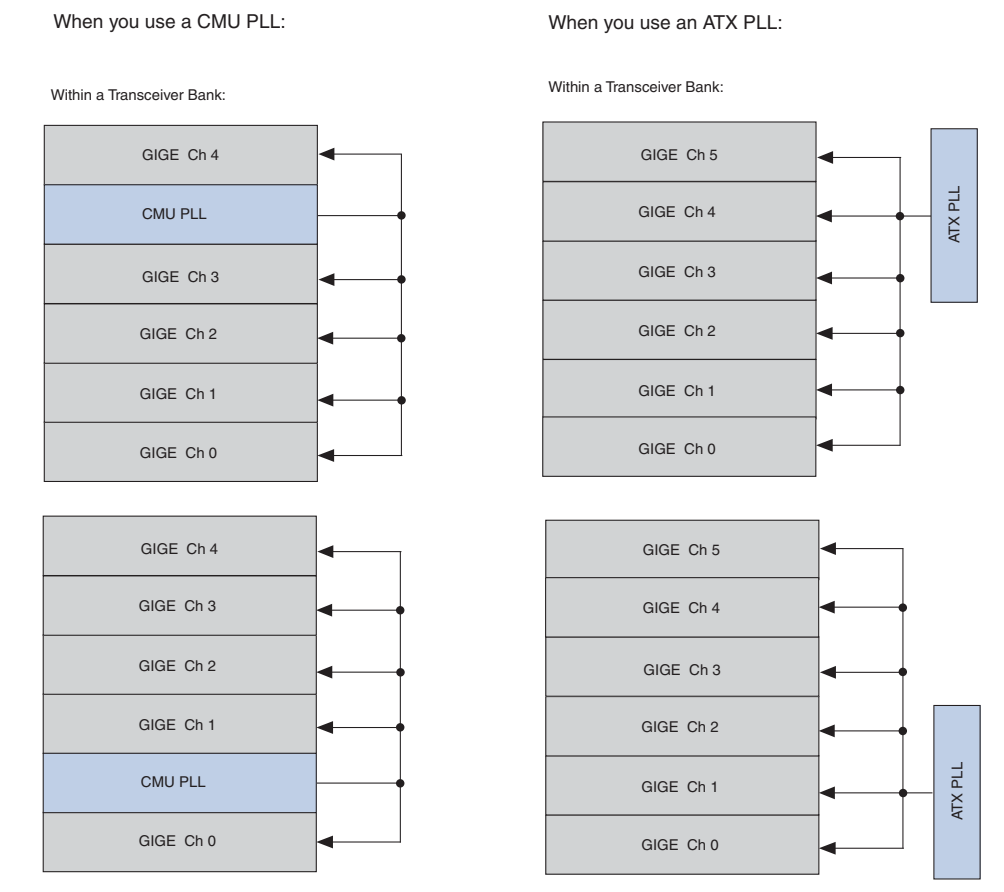 When you use a CMU PLL:
Within a Transceiver Bank:
GIGE Ch 4
CMU PLL
GIGE Ch 3
GIGE Ch 2
GIGE Ch 1
GIGE Ch 0
GIGE Ch 4
GIGE Ch 3
GIGE Ch 2
GIGE Ch 1
CMU PLL
GIGE Ch 0
When you use an ATX PLL:
Within a Transceiver Bank:
GIGE Ch 5
GIGE Ch 4
GIGE Ch 3
GIGE Ch 2
GIGE Ch 1
GIGE Ch 0
ATX PLL
GIGE Ch 5
GIGE Ch 4
GIGE Ch 3
GIGE Ch 2
GIGE Ch 1
GIGE Ch 0
ATX PLL